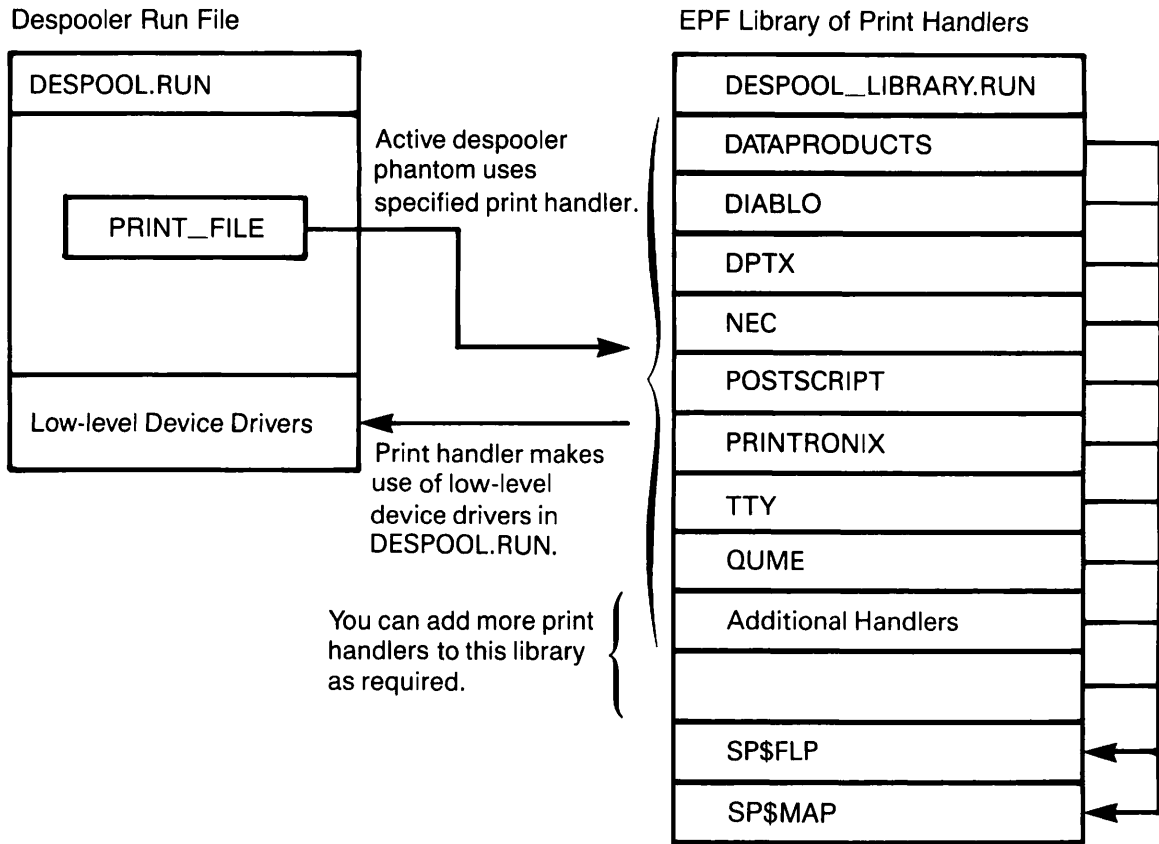 Despooler Run File
DESPOOL.RUN
PRINT_FILE
Low-level Device Drivers
Active despooler
phantom uses
specified print handler.
Print handler makes
use of low-level
device drivers in
DESPOOL.RUN.
You can add more print
handlers to this library
as required.
EPF Library of Print Handlers
DESPOOL_LIBRARY.RUN
DATAPRODUCTS
DIABLO
DPTX
NEC
POSTSCRIPT
PRINTRONIX
TTY
QUME
Additional Handlers
SP$FLP
SP$MAP